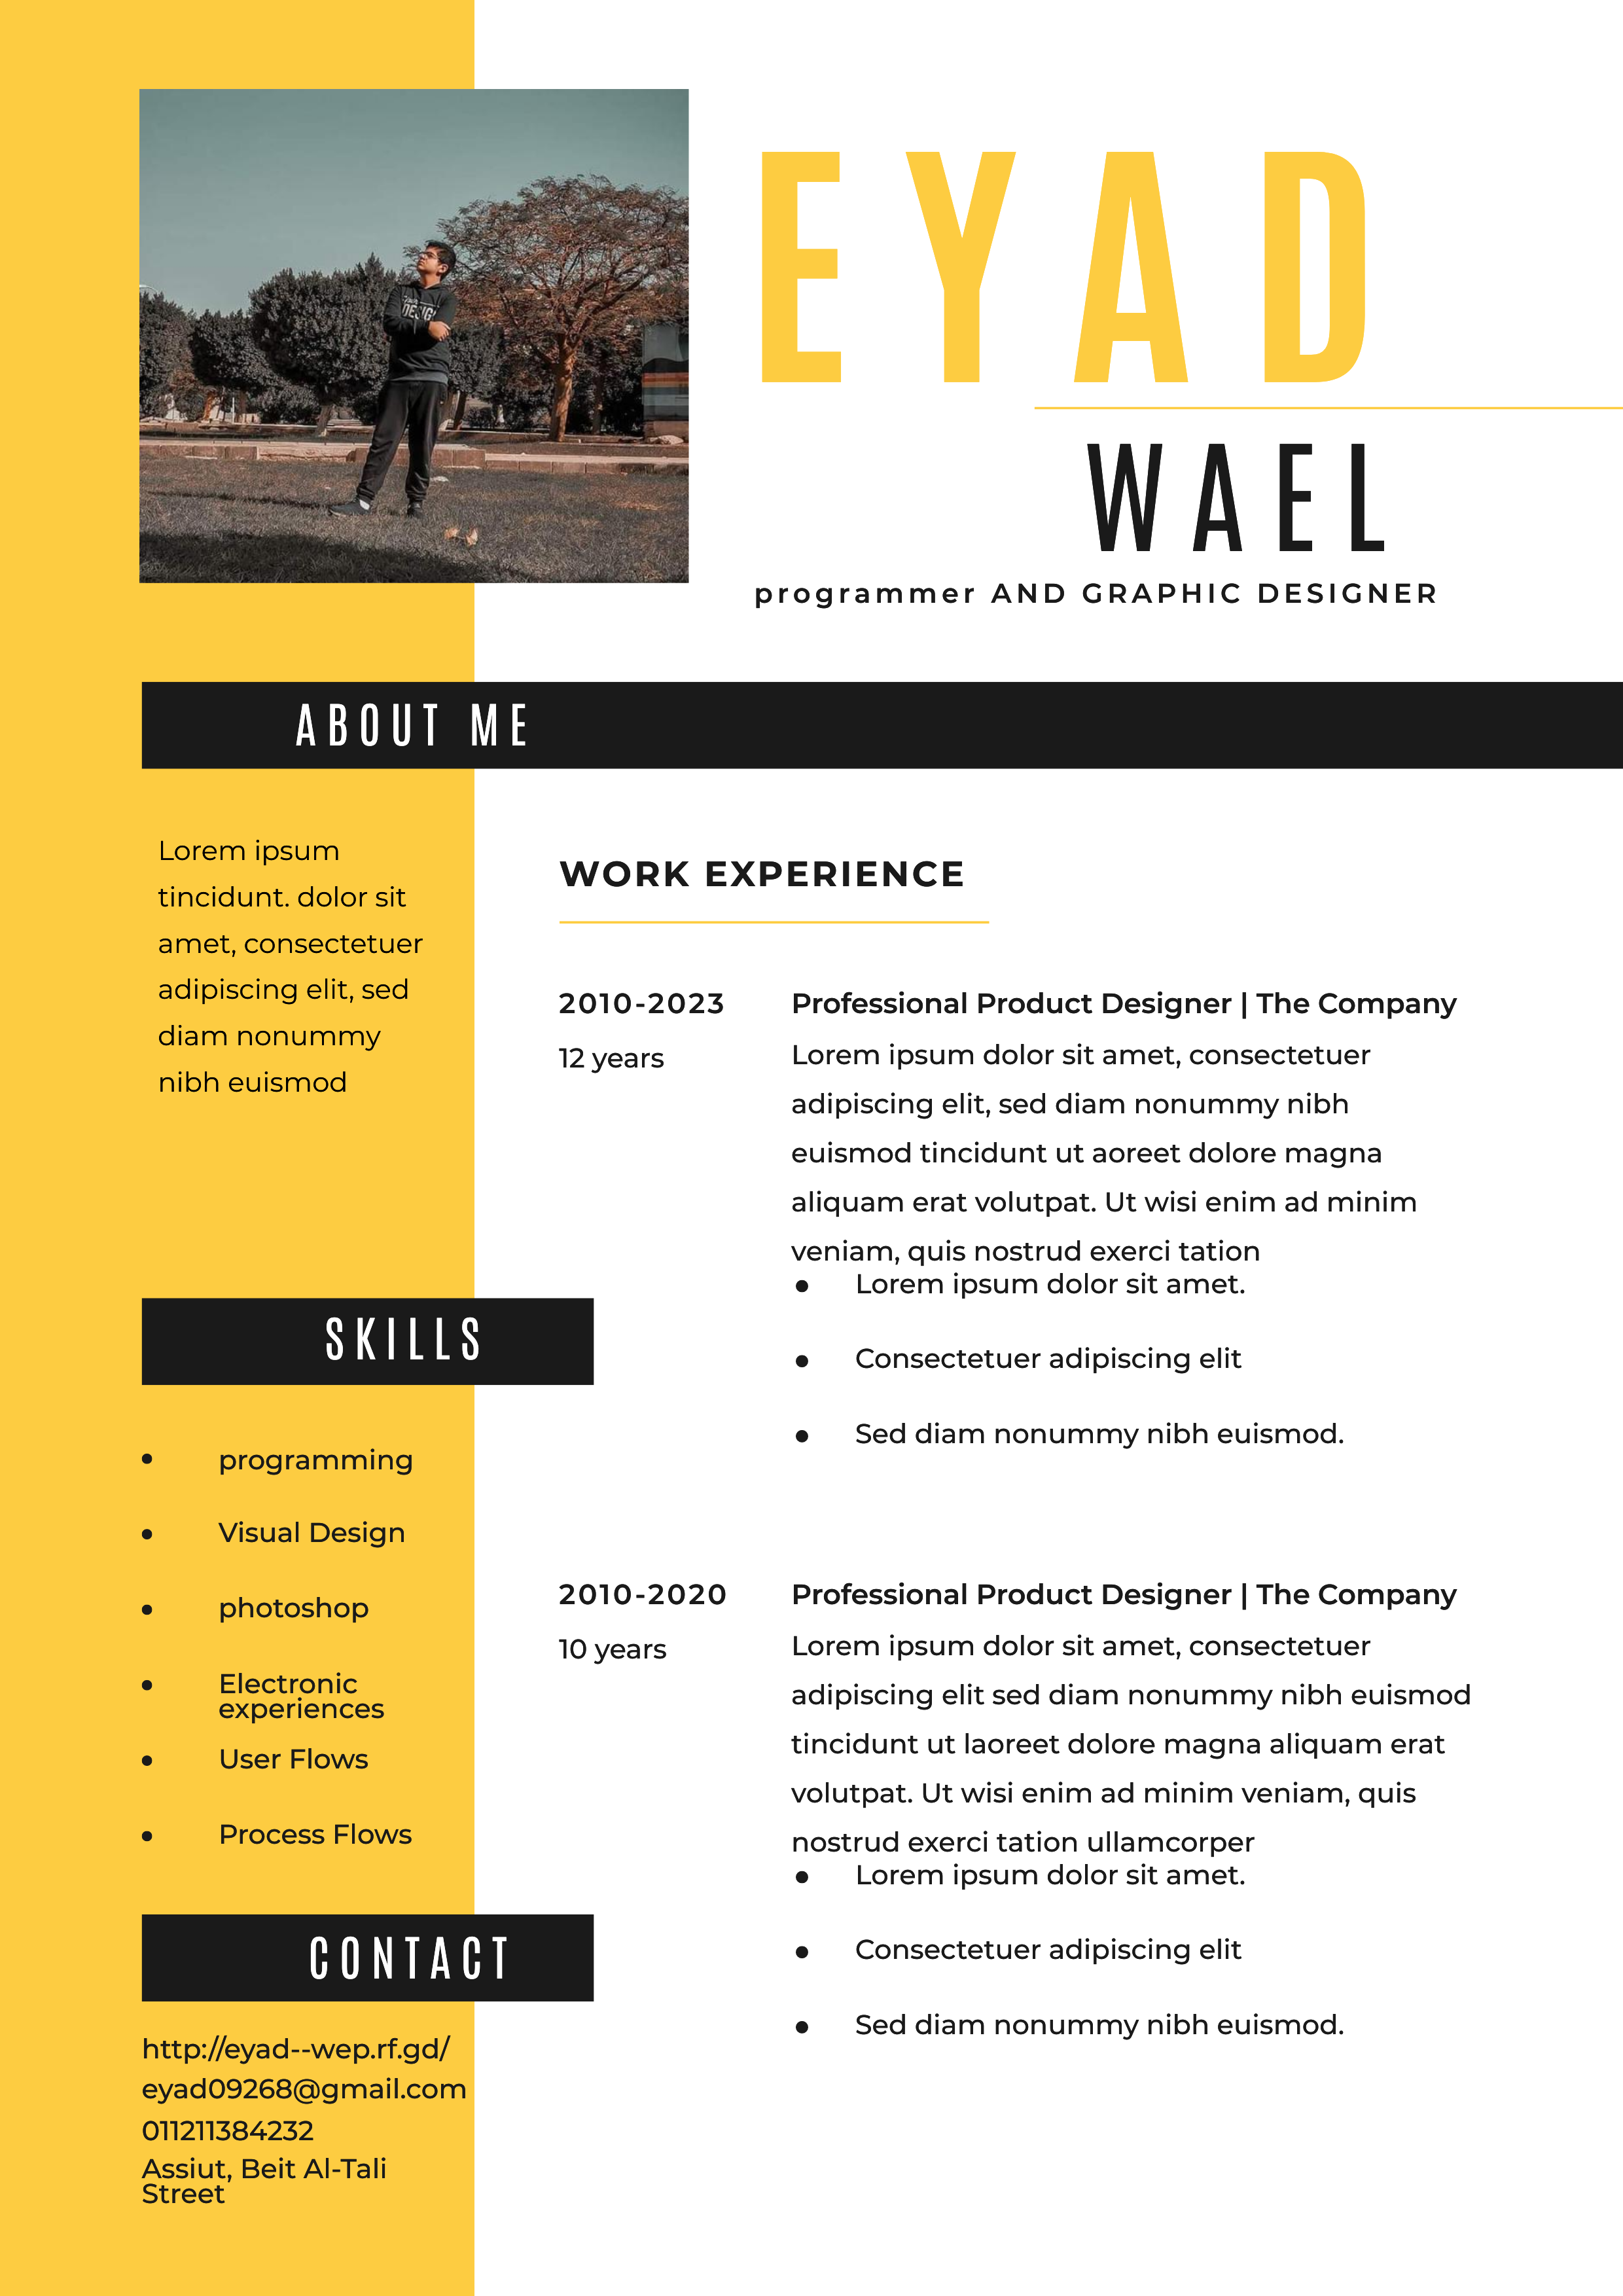 EYAD
WAEL
programmer AND GRAPHIC DESIGNER
ABOUT ME
Lorem ipsum
tincidunt. dolor sit
amet, consectetuer
adipiscing elit, sed
diam nonummy
nibh euismod
SKILLS
programming
Visual Design
photoshop
Electronic
experiences
User Flows
Process Flows
CONTACT
http://eyad--wep.rf.gd/
eyad09268@gmail.com
011211384232
Assiut, Beit Al-Tali
Street
WORK EXPERIENCE
2010-2023
12 years
Professional Product Designer | The Company
Lorem ipsum dolor sit amet, consectetuer
adipiscing elit, sed diam nonummy nibh
euismod tincidunt ut aoreet dolore magna
aliquam erat volutpat. Ut wisi enim ad minim
veniam, quis nostrud exerci tation
Lorem ipsum dolor sit amet.
Consectetuer adipiscing elit
Sed diam nonummy nibh euismod.
2010-2020
10 years
Professional Product Designer | The Company
Lorem ipsum dolor sit amet, consectetuer
adipiscing elit sed diam nonummy nibh euismod
tincidunt ut laoreet dolore magna aliquam erat
volutpat. Ut wisi enim ad minim veniam, quis
nostrud exerci tation ullamcorper
Lorem ipsum dolor sit amet.
Consectetuer adipiscing elit
Sed diam nonummy nibh euismod.